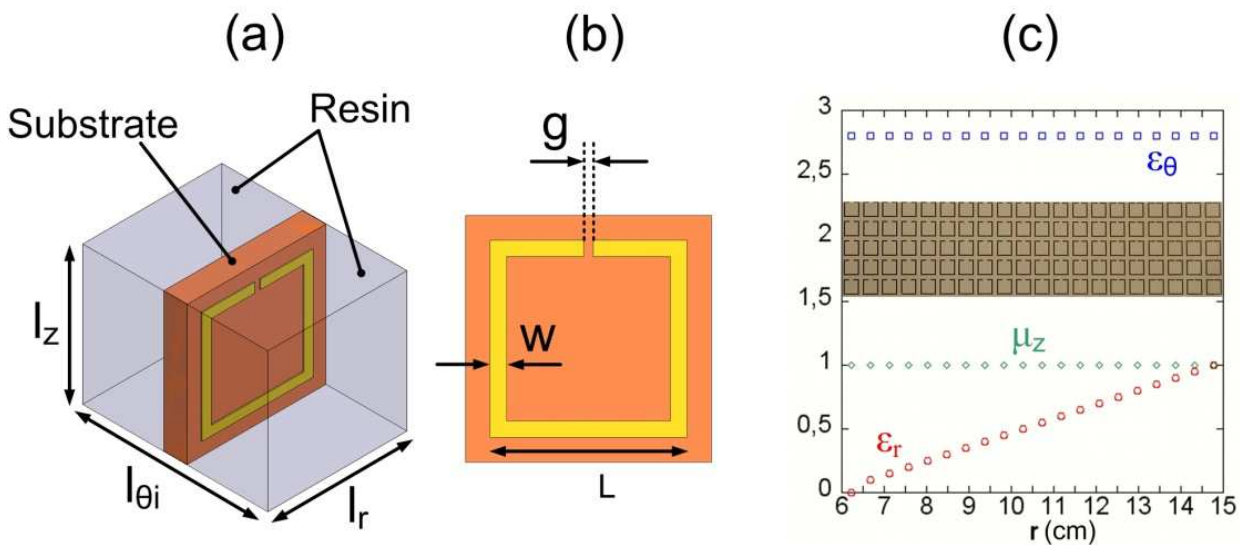 (a)
(b)
(c)
Substrate
Resin
l_z
l_θi
l_r
g
w
L
3
2,5
2
1,5
1
0,5
0
ε_θ
μ_z
ε_r
6 7 8 9 10 11 12 13 14 15
r (cm)